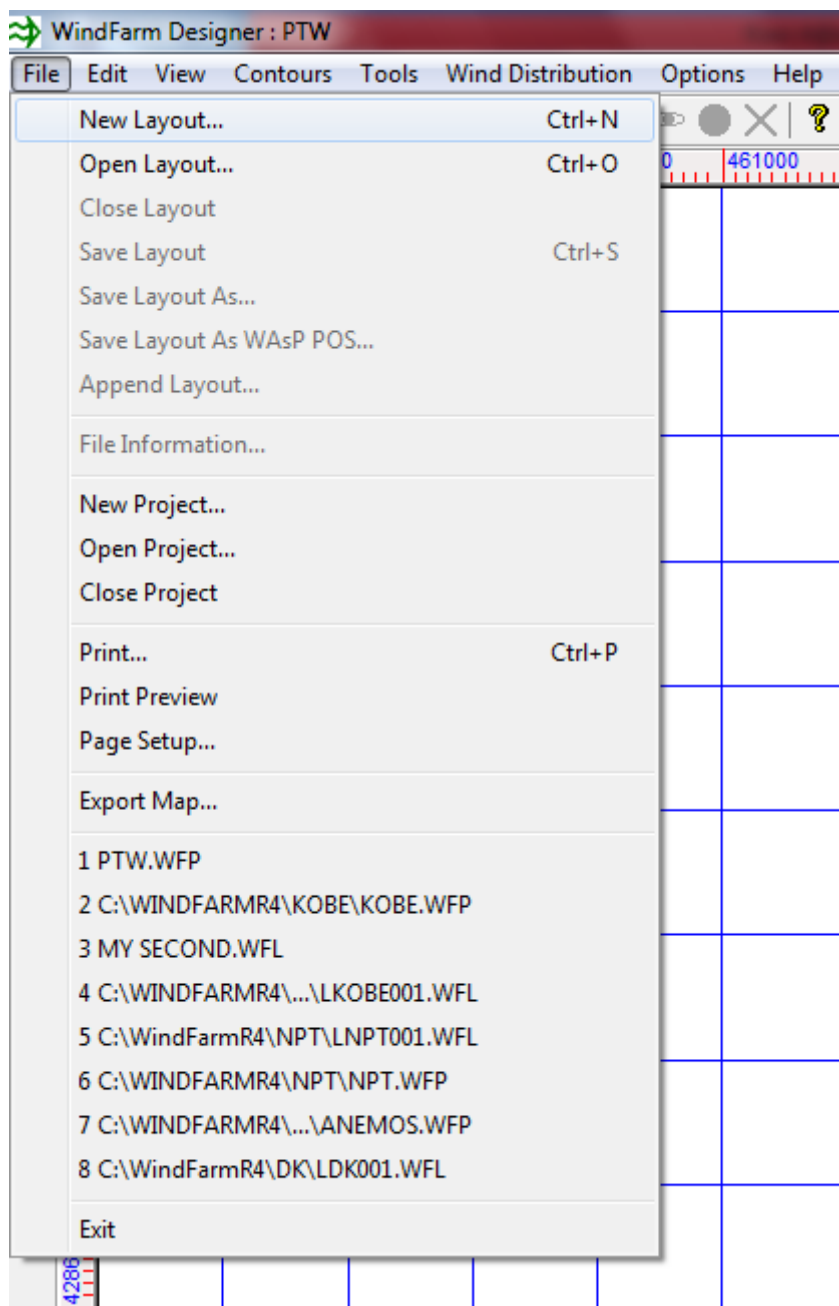 WindFarm Designer : PTW
File Edit View Contours Tools Wind Distribution Options Help
New Layout... Ctrl+N
Open Layout... Ctrl+O
Close Layout
Save Layout Ctrl+S
Save Layout As...
Save Layout As WAsP POS...
Append Layout...
File Information...
New Project...
Open Project...
Close Project
Print... Ctrl+P
Print Preview
Page Setup...
Export Map...
1 PTW.WFP
2 C:\WINDFARMR4\KOBE\KOBE.WFP
3 MY SECOND.WFL
4 C:\WINDFARMR4\...\LKOBE001.WFL
5 C:\WindFarmR4\NPT\LNPT001.WFL
6 C:\WINDFARMR4\NPT\NPT.WFP
7 C:\WINDFARMR4\...\ANEMOS.WFP
8 C:\WindFarmR4\DK\LDK001.WFL
Exit
0 461000
4286